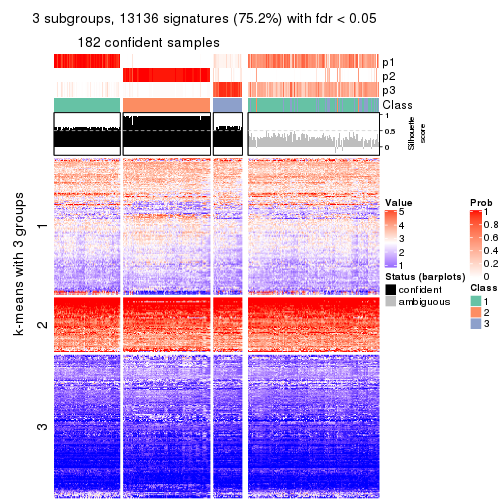 3 subgroups, 13136 signatures (75.2%) with fdr < 0.05
182 confident samples
p1
p2
p3
Class
1
0.5
0
Silhouette
score
k-means with 3 groups
1
2
3
Value
5
4
3
2
1
Status (barplots)
confident
ambiguous
Prob
1
0.8
0.6
0.4
0.2
0
Class
1
2
3